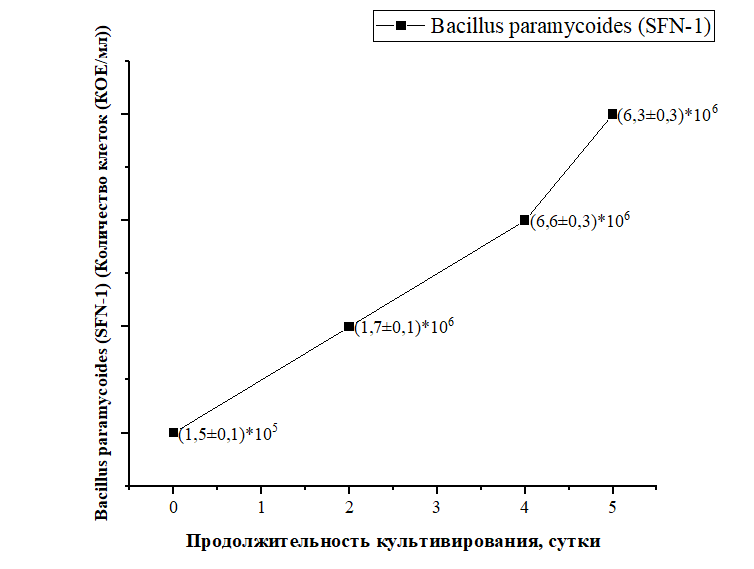 Bacillus paramycoides (SFN-1)
Bacillus paramycoides (SFN-1) (Количество клеток (КОЕ/мл))
(6,3±0,3)*10⁶
(6,6±0,3)*10⁶
(1,7±0,1)*10⁶
(1,5±0,1)*10⁵
0 1 2 3 4 5
Продолжительность культивирования, сутки